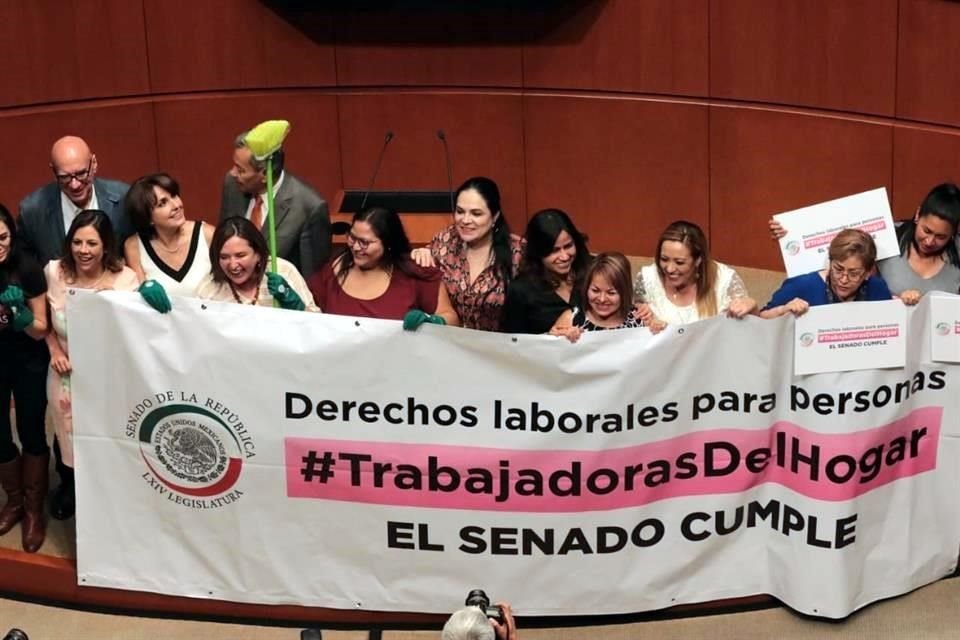 Derechos laborales para personas
#TrabajadorasDelHogar
EL SENADO CUMPLE
SENADO DE LA REPÚBLICA
ESTADOS UNIDOS MEXICANOS
LXIV LEGISLATURA
Derechos laborales para personas
#TrabajadorasDelHogar
EL SENADO CUMPLE
Derechos laborales para personas
#TrabajadorasDelHogar